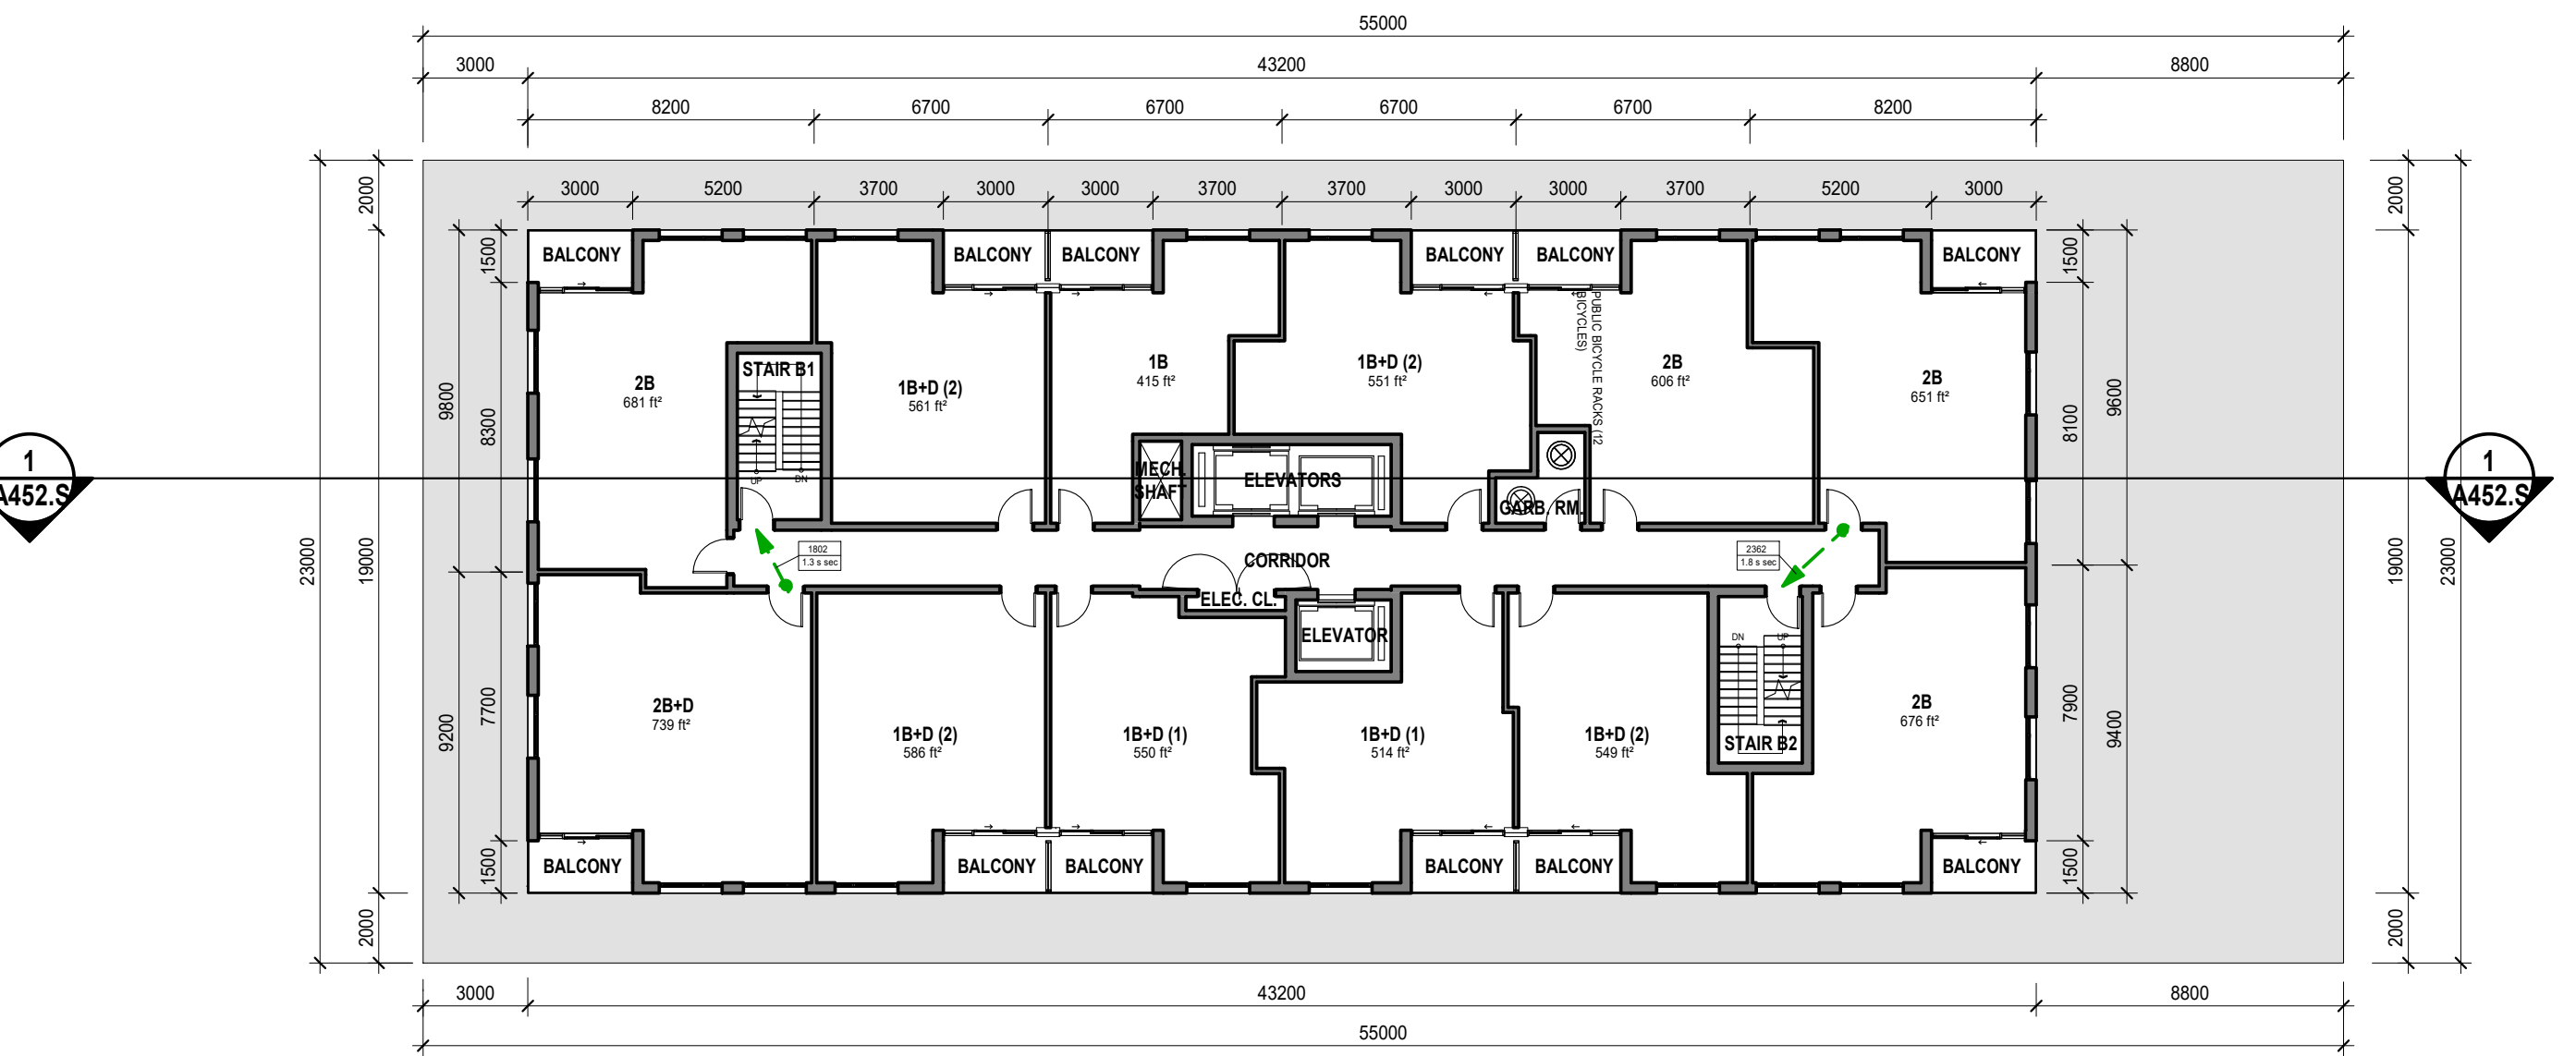 55000
3000 43200 8800
8200 6700 6700 6700 6700 8200
3000 5200 3700 3000 3000 3700 3700 3000 3000 3700 5200 3000
2000
1500
9800
8300
23000
19000
9200
7700
1500
2000
2000
1500
9600
8100
19000
23000
7900
9400
1500
2000
BALCONY BALCONY BALCONY BALCONY BALCONY BALCONY
PUBLIC BICYCLE RACKS (12
BICYCLES)
2B
681 ft²
STAIR B1
UP DN
1B+D (2)
561 ft²
1B
415 ft²
1B+D (2)
551 ft²
2B
606 ft²
2B
651 ft²
1
A452.S
MECH.
SHAFT
ELEVATORS
GARB. RM.
1
A452.S
1802
1.3 s sec
CORRIDOR
2362
1.8 s sec
ELEC. CL.
ELEVATOR
2B+D
739 ft²
1B+D (2)
586 ft²
1B+D (1)
550 ft²
1B+D (1)
514 ft²
1B+D (2)
549 ft²
DN UP
STAIR B2
2B
676 ft²
BALCONY BALCONY BALCONY BALCONY BALCONY BALCONY
3000 43200 8800
55000